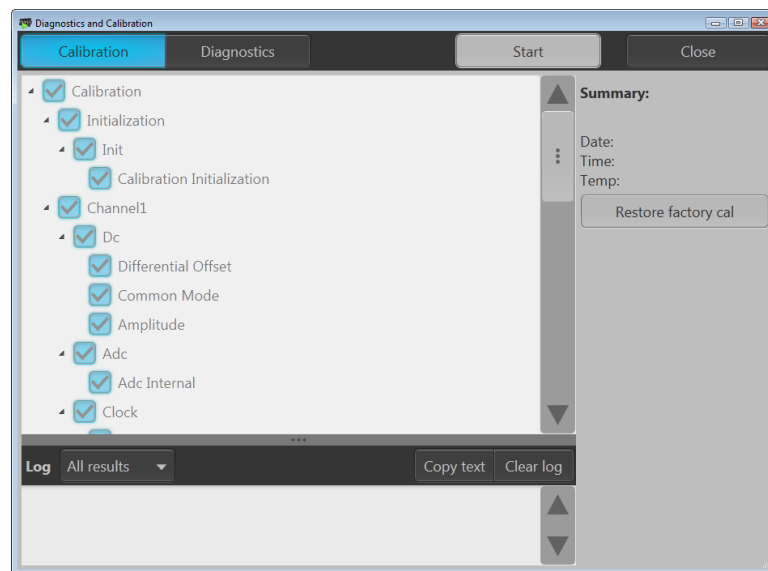 Diagnostics and Calibration
Calibration Diagnostics Start Close
Calibration
Initialization
Init
Calibration Initialization
Channel1
Dc
Differential Offset
Common Mode
Amplitude
Adc
Adc Internal
Clock
Summary:
Date:
Time:
Temp:
Restore factory cal
Log All results Copy text Clear log